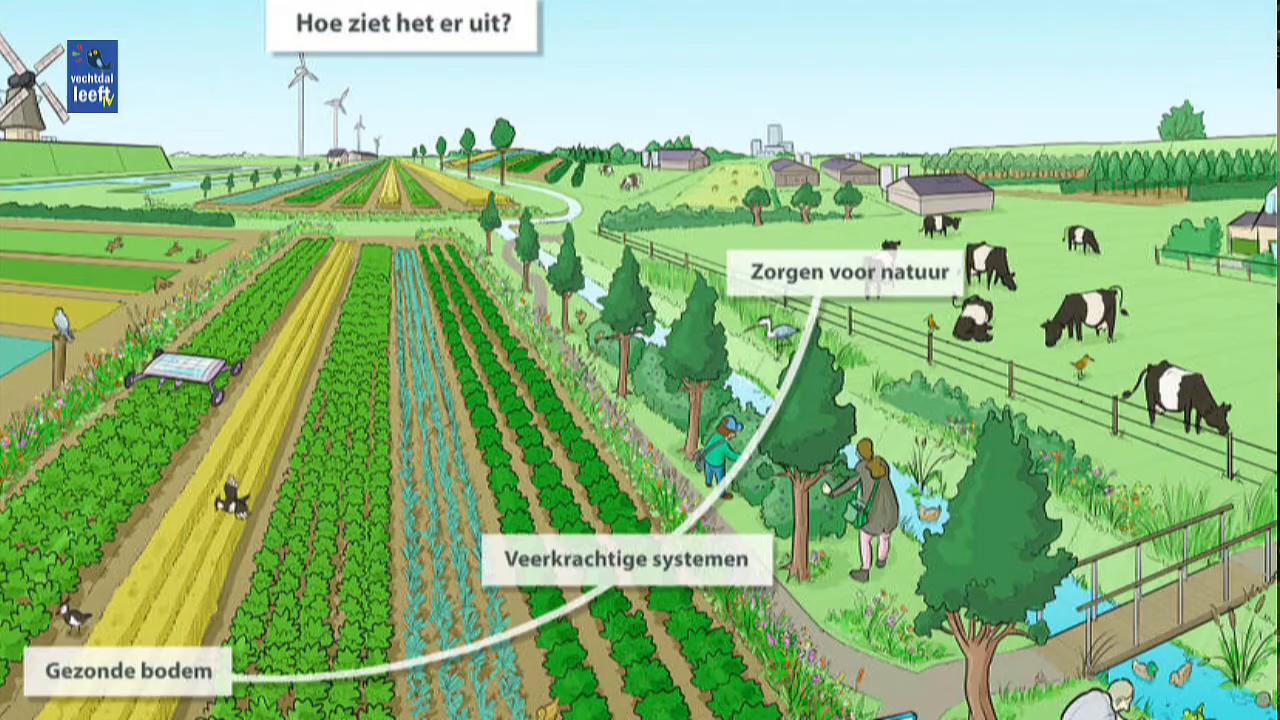 Hoe ziet het er uit?
vechtdal
leeft
TV
Zorgen voor natuur
Veerkrachtige systemen
Gezonde bodem